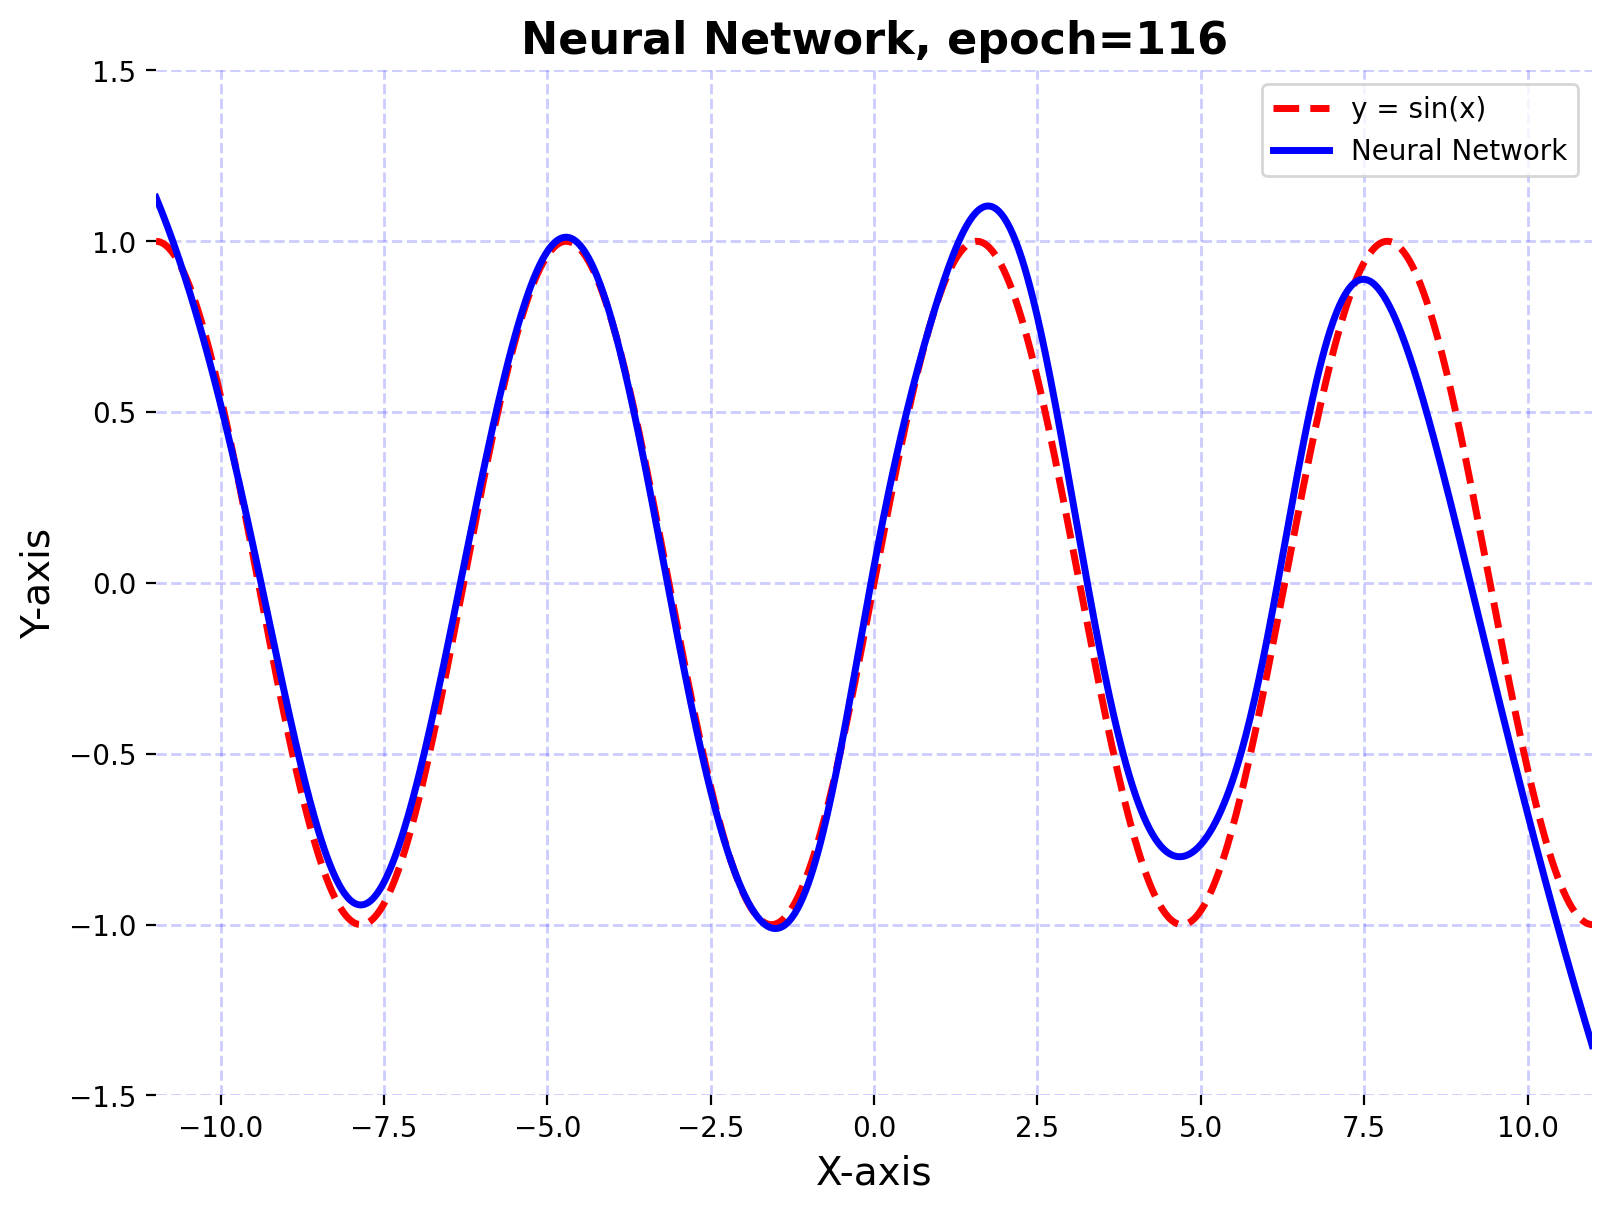 Neural Network, epoch=116
1.5
1.0
0.5
0.0
−0.5
−1.0
−1.5
Y-axis
y = sin(x)
Neural Network
−10.0 −7.5 −5.0 −2.5 0.0 2.5 5.0 7.5 10.0
X-axis